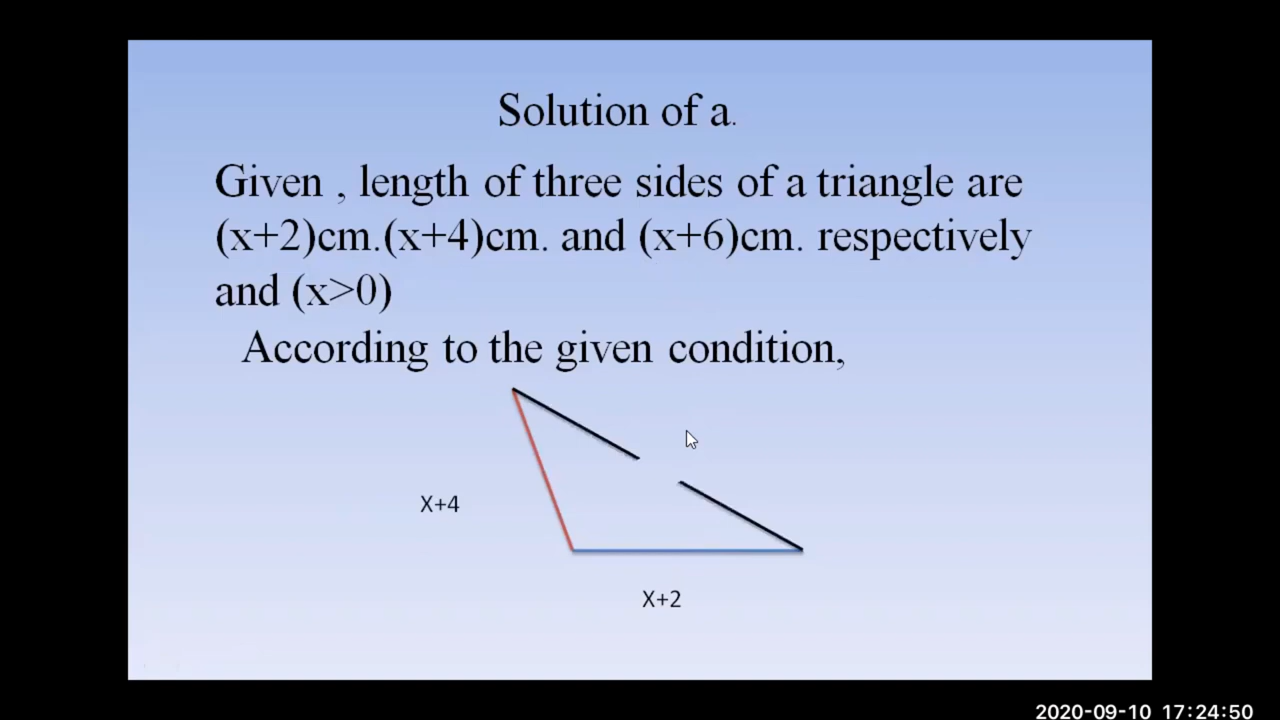 Solution of a.
Given , length of three sides of a triangle are
(x+2)cm.(x+4)cm. and (x+6)cm. respectively
and (x>0)
According to the given condition,
X+4
X+2
2020-09-10 17:24:50